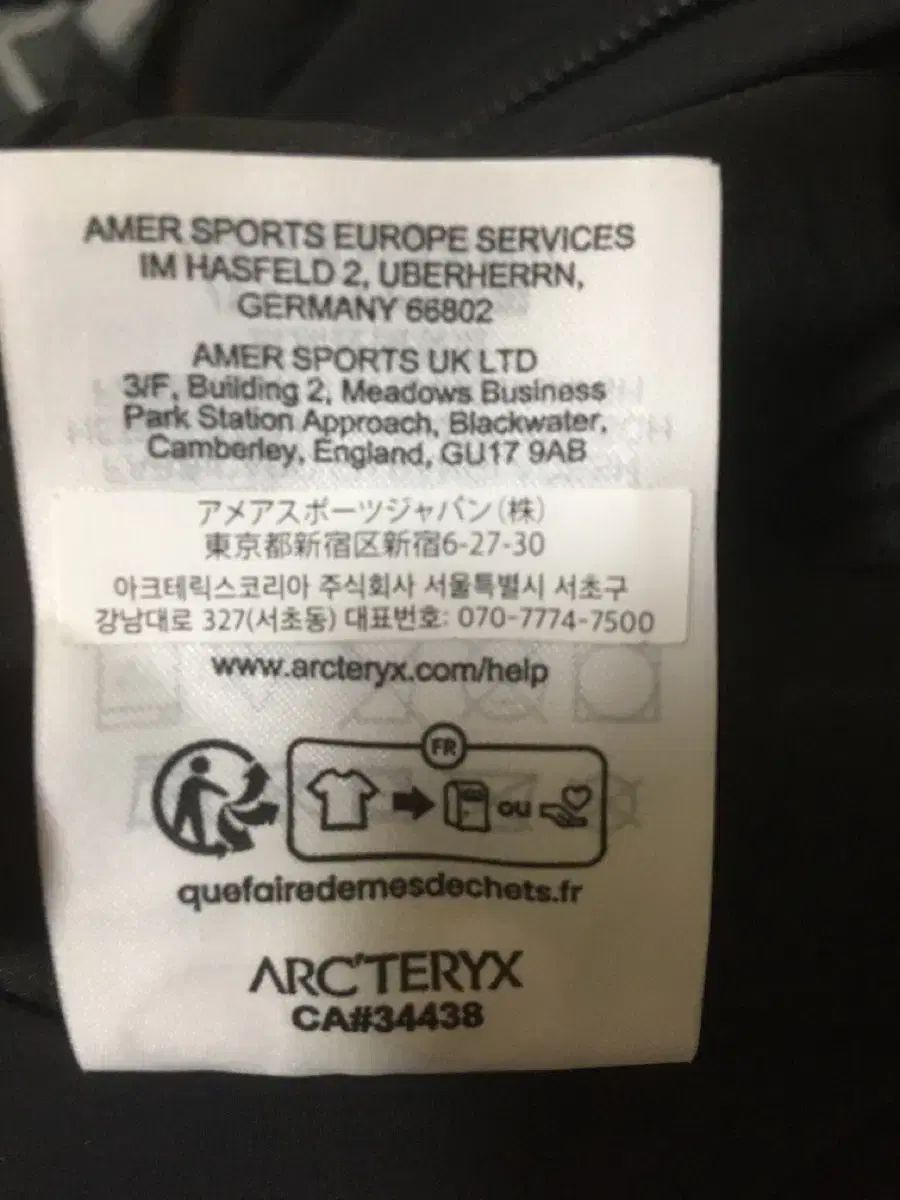 AMER SPORTS EUROPE SERVICES
IM HASFELD 2, UBERHERRN,
GERMANY 66802
AMER SPORTS UK LTD
3/F, Building 2, Meadows Business
Park Station Approach, Blackwater,
Camberley, England, GU17 9AB
アメアスポーツジャパン(株)
東京都新宿区新宿6-27-30
아크테릭스코리아 주식회사 서울특별시 서초구
강남대로 327(서초동) 대표번호: 070-7774-7500
www.arcteryx.com/help
FR
ou
quefairedemesdechets.fr
ARC'TERYX
CA#34438